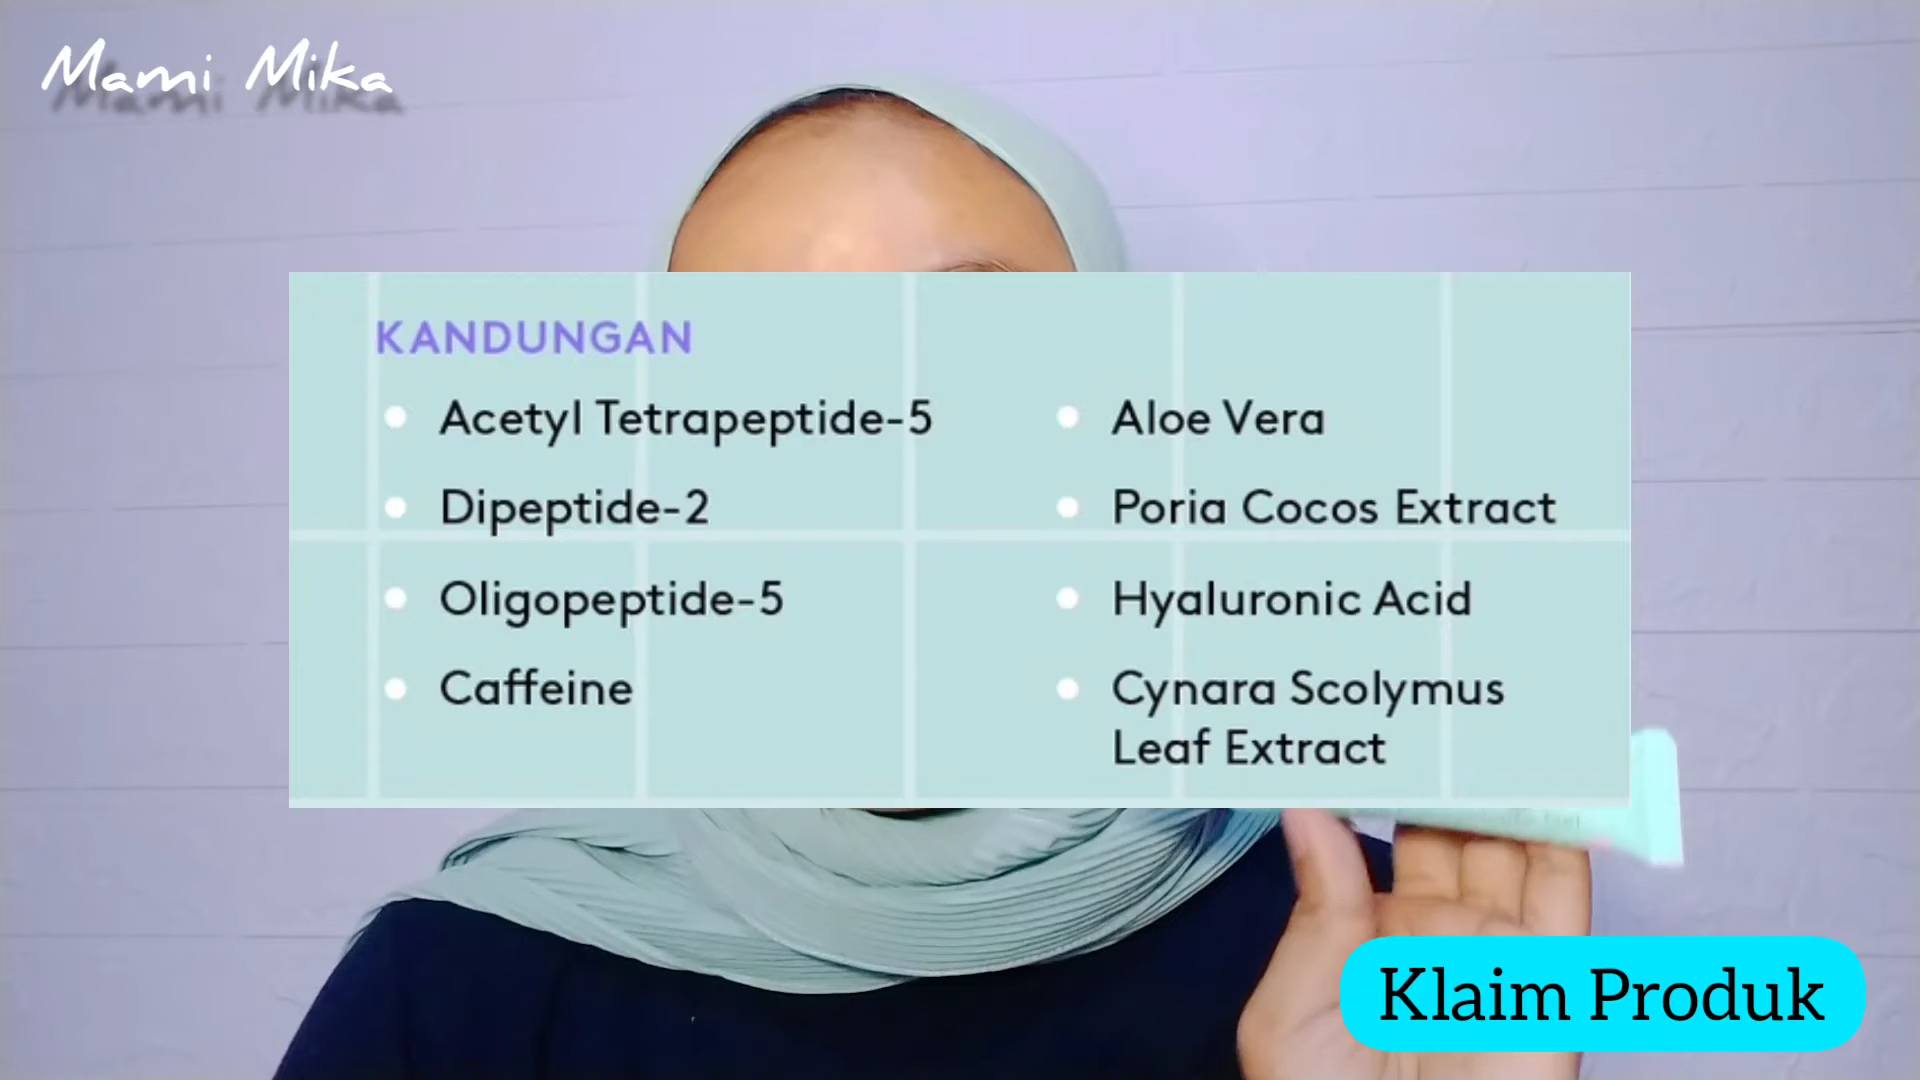 Mami Mika
KANDUNGAN
Acetyl Tetrapeptide-5
Dipeptide-2
Oligopeptide-5
Caffeine
Aloe Vera
Poria Cocos Extract
Hyaluronic Acid
Cynara Scolymus
Leaf Extract
Klaim Produk